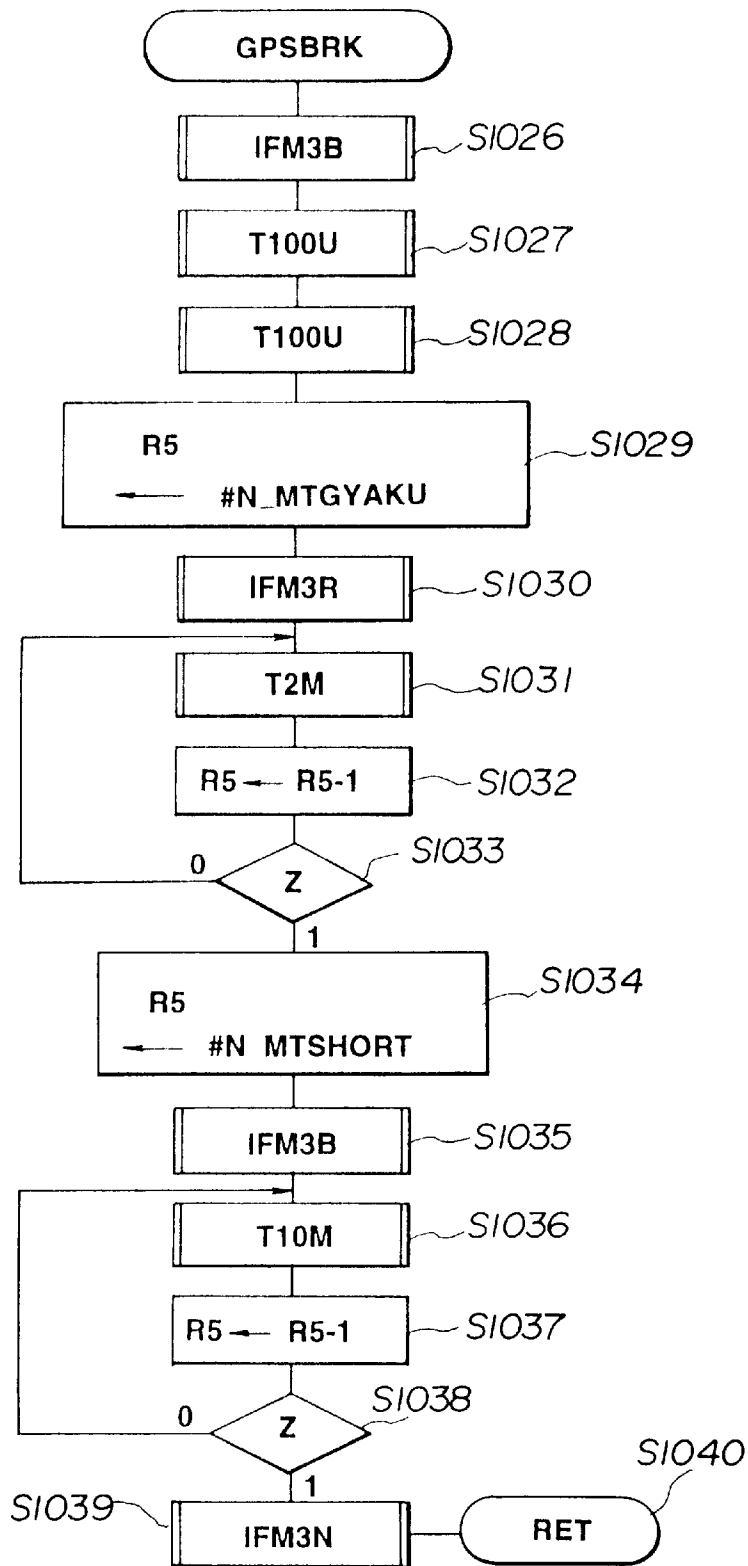 GPSBRK
IFM3B S1026
T100U S1027
T100U S1028
R5 S1029
← #N_MTGYAKU
IFM3R S1030
T2M S1031
R5 ← R5-1 S1032
Z S1033
0
1
R5 S1034
← #N MTSHORT
IFM3B S1035
T10M S1036
R5 ← R5-1 S1037
Z S1038
0
1
S1039 IFM3N
RET S1040